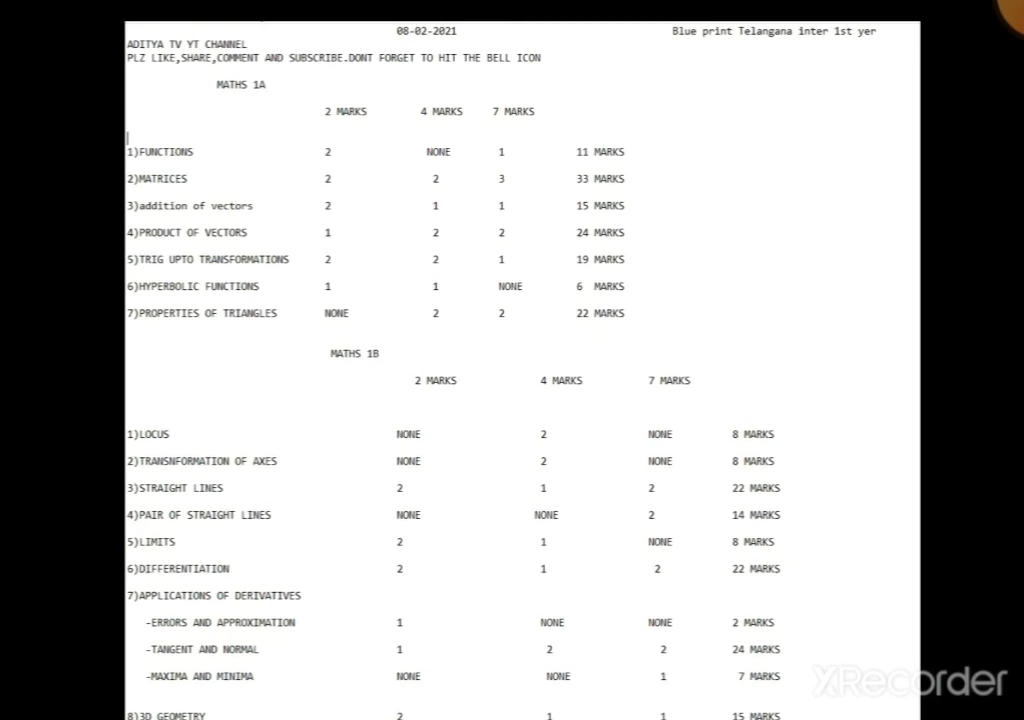 08-02-2021 Blue print Telangana inter 1st yer
ADITYA TV YT CHANNEL
PLZ LIKE,SHARE,COMMENT AND SUBSCRIBE.DONT FORGET TO HIT THE BELL ICON
MATHS 1A
2 MARKS 4 MARKS 7 MARKS
1)FUNCTIONS 2 NONE 1 11 MARKS
2)MATRICES 2 2 3 33 MARKS
3)addition of vectors 2 1 1 15 MARKS
4)PRODUCT OF VECTORS 1 2 2 24 MARKS
5)TRIG UPTO TRANSFORMATIONS 2 2 1 19 MARKS
6)HYPERBOLIC FUNCTIONS 1 1 NONE 6 MARKS
7)PROPERTIES OF TRIANGLES NONE 2 2 22 MARKS
MATHS 1B
2 MARKS 4 MARKS 7 MARKS
1)LOCUS NONE 2 NONE 8 MARKS
2)TRANSNFORMATION OF AXES NONE 2 NONE 8 MARKS
3)STRAIGHT LINES 2 1 2 22 MARKS
4)PAIR OF STRAIGHT LINES NONE NONE 2 14 MARKS
5)LIMITS 2 1 NONE 8 MARKS
6)DIFFERENTIATION 2 1 2 22 MARKS
7)APPLICATIONS OF DERIVATIVES
-ERRORS AND APPROXIMATION 1 NONE NONE 2 MARKS
-TANGENT AND NORMAL 1 2 2 24 MARKS
-MAXIMA AND MINIMA NONE NONE 1 7 MARKS
8)3D GEOMETRY 2 1 1 15 MARKS
XRecorder